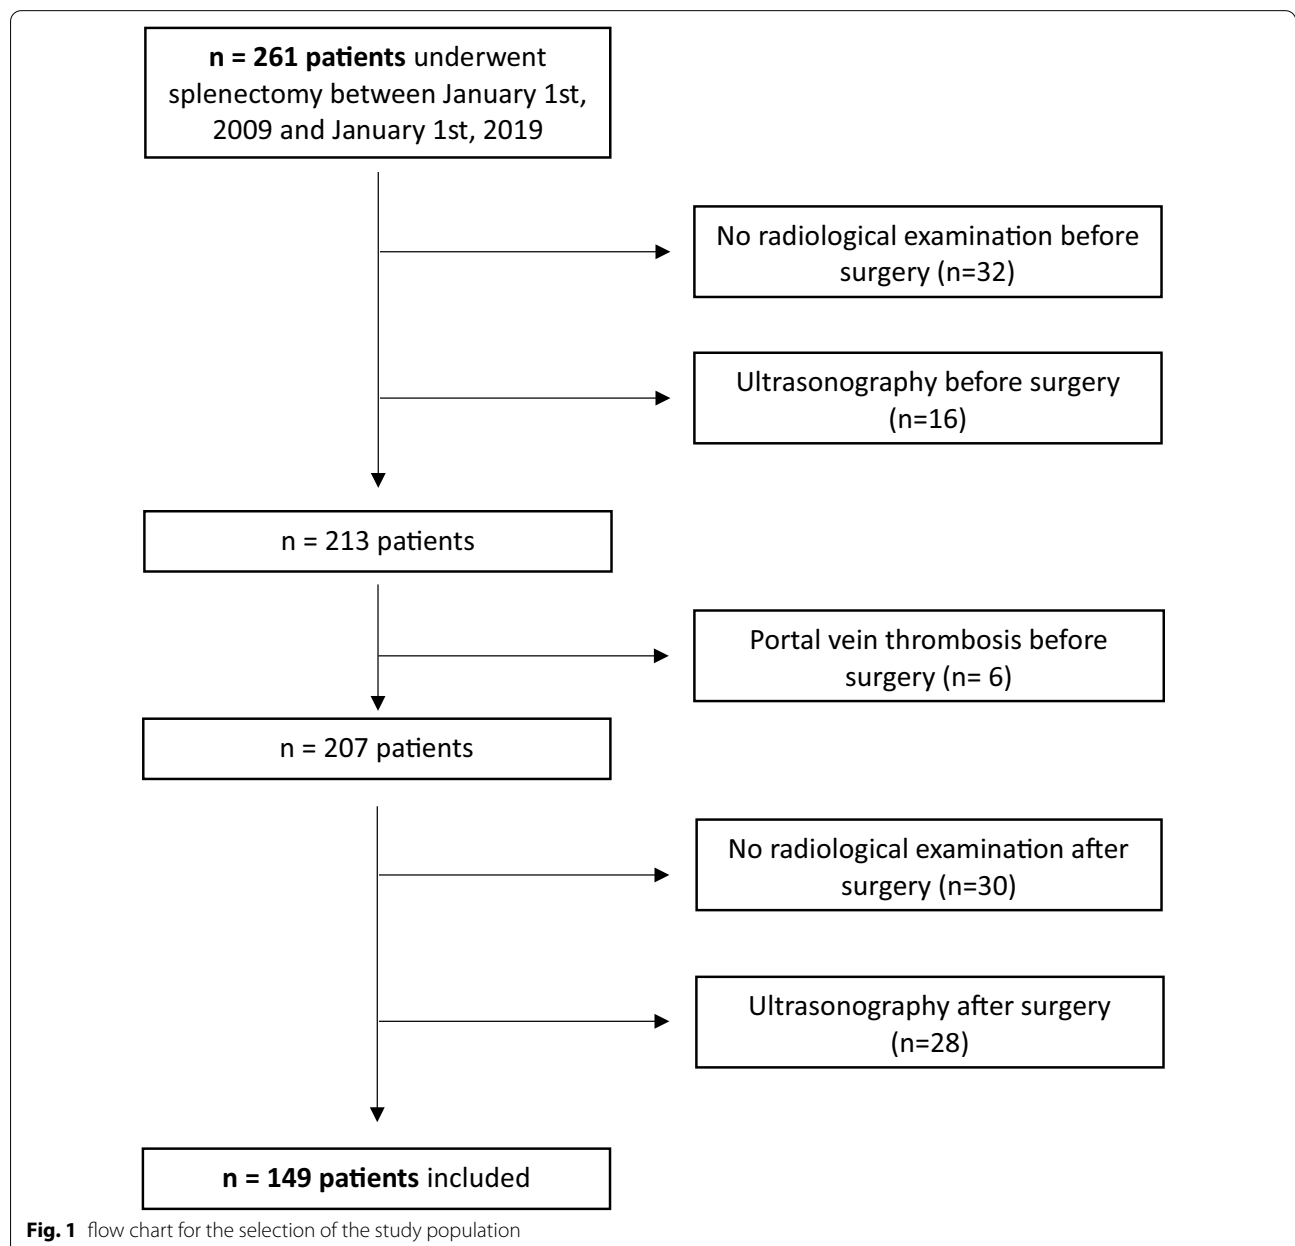 n = 261 patients underwent
splenectomy between January 1st,
2009 and January 1st, 2019
No radiological examination before
surgery (n=32)
Ultrasonography before surgery
(n=16)
n = 213 patients
Portal vein thrombosis before
surgery (n= 6)
n = 207 patients
No radiological examination after
surgery (n=30)
Ultrasonography after surgery
(n=28)
n = 149 patients included
Fig. 1 flow chart for the selection of the study population